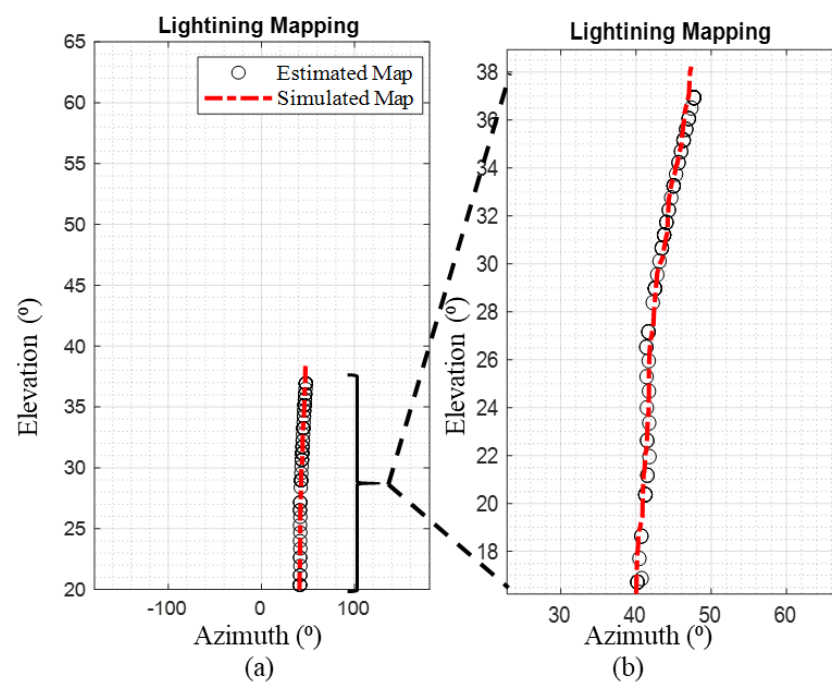 Lightining Mapping
65
60
55
50
45
40
35
30
25
20
-100
0
100
Elevation (º)
Azimuth (º)
Estimated Map
Simulated Map
(a)
Lightining Mapping
38
36
34
32
30
28
26
24
22
20
18
30
40
50
60
Elevation (º)
Azimuth (º)
(b)